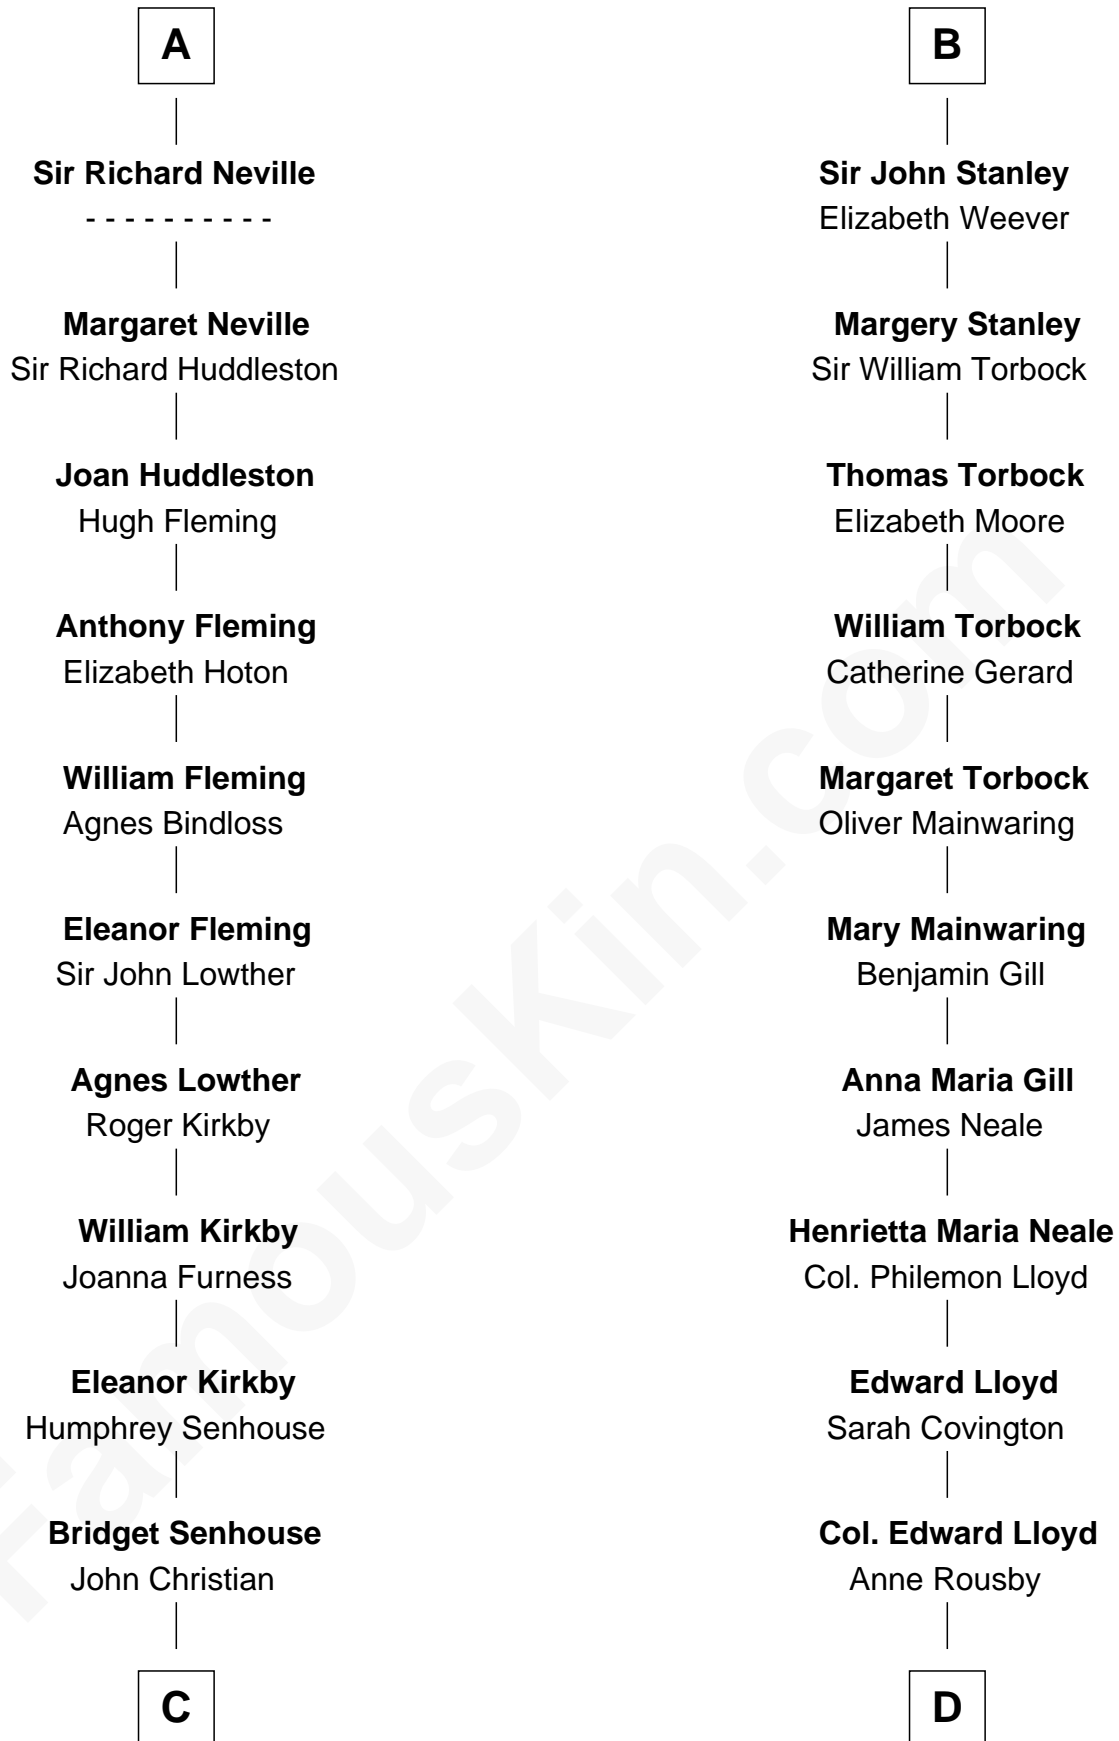 A
Sir Richard Neville
- - - - - - - - - -
Margaret Neville
Sir Richard Huddleston
Joan Huddleston
Hugh Fleming
Anthony Fleming
Elizabeth Hoton
William Fleming
Agnes Bindloss
Eleanor Fleming
Sir John Lowther
Agnes Lowther
Roger Kirkby
William Kirkby
Joanna Furness
Eleanor Kirkby
Humphrey Senhouse
Bridget Senhouse
John Christian
C
B
Sir John Stanley
Elizabeth Weever
Margery Stanley
Sir William Torbock
Thomas Torbock
Elizabeth Moore
William Torbock
Catherine Gerard
Margaret Torbock
Oliver Mainwaring
Mary Mainwaring
Benjamin Gill
Anna Maria Gill
James Neale
Henrietta Maria Neale
Col. Philemon Lloyd
Edward Lloyd
Sarah Covington
Col. Edward Lloyd
Anne Rousby
D
FamousKin.com